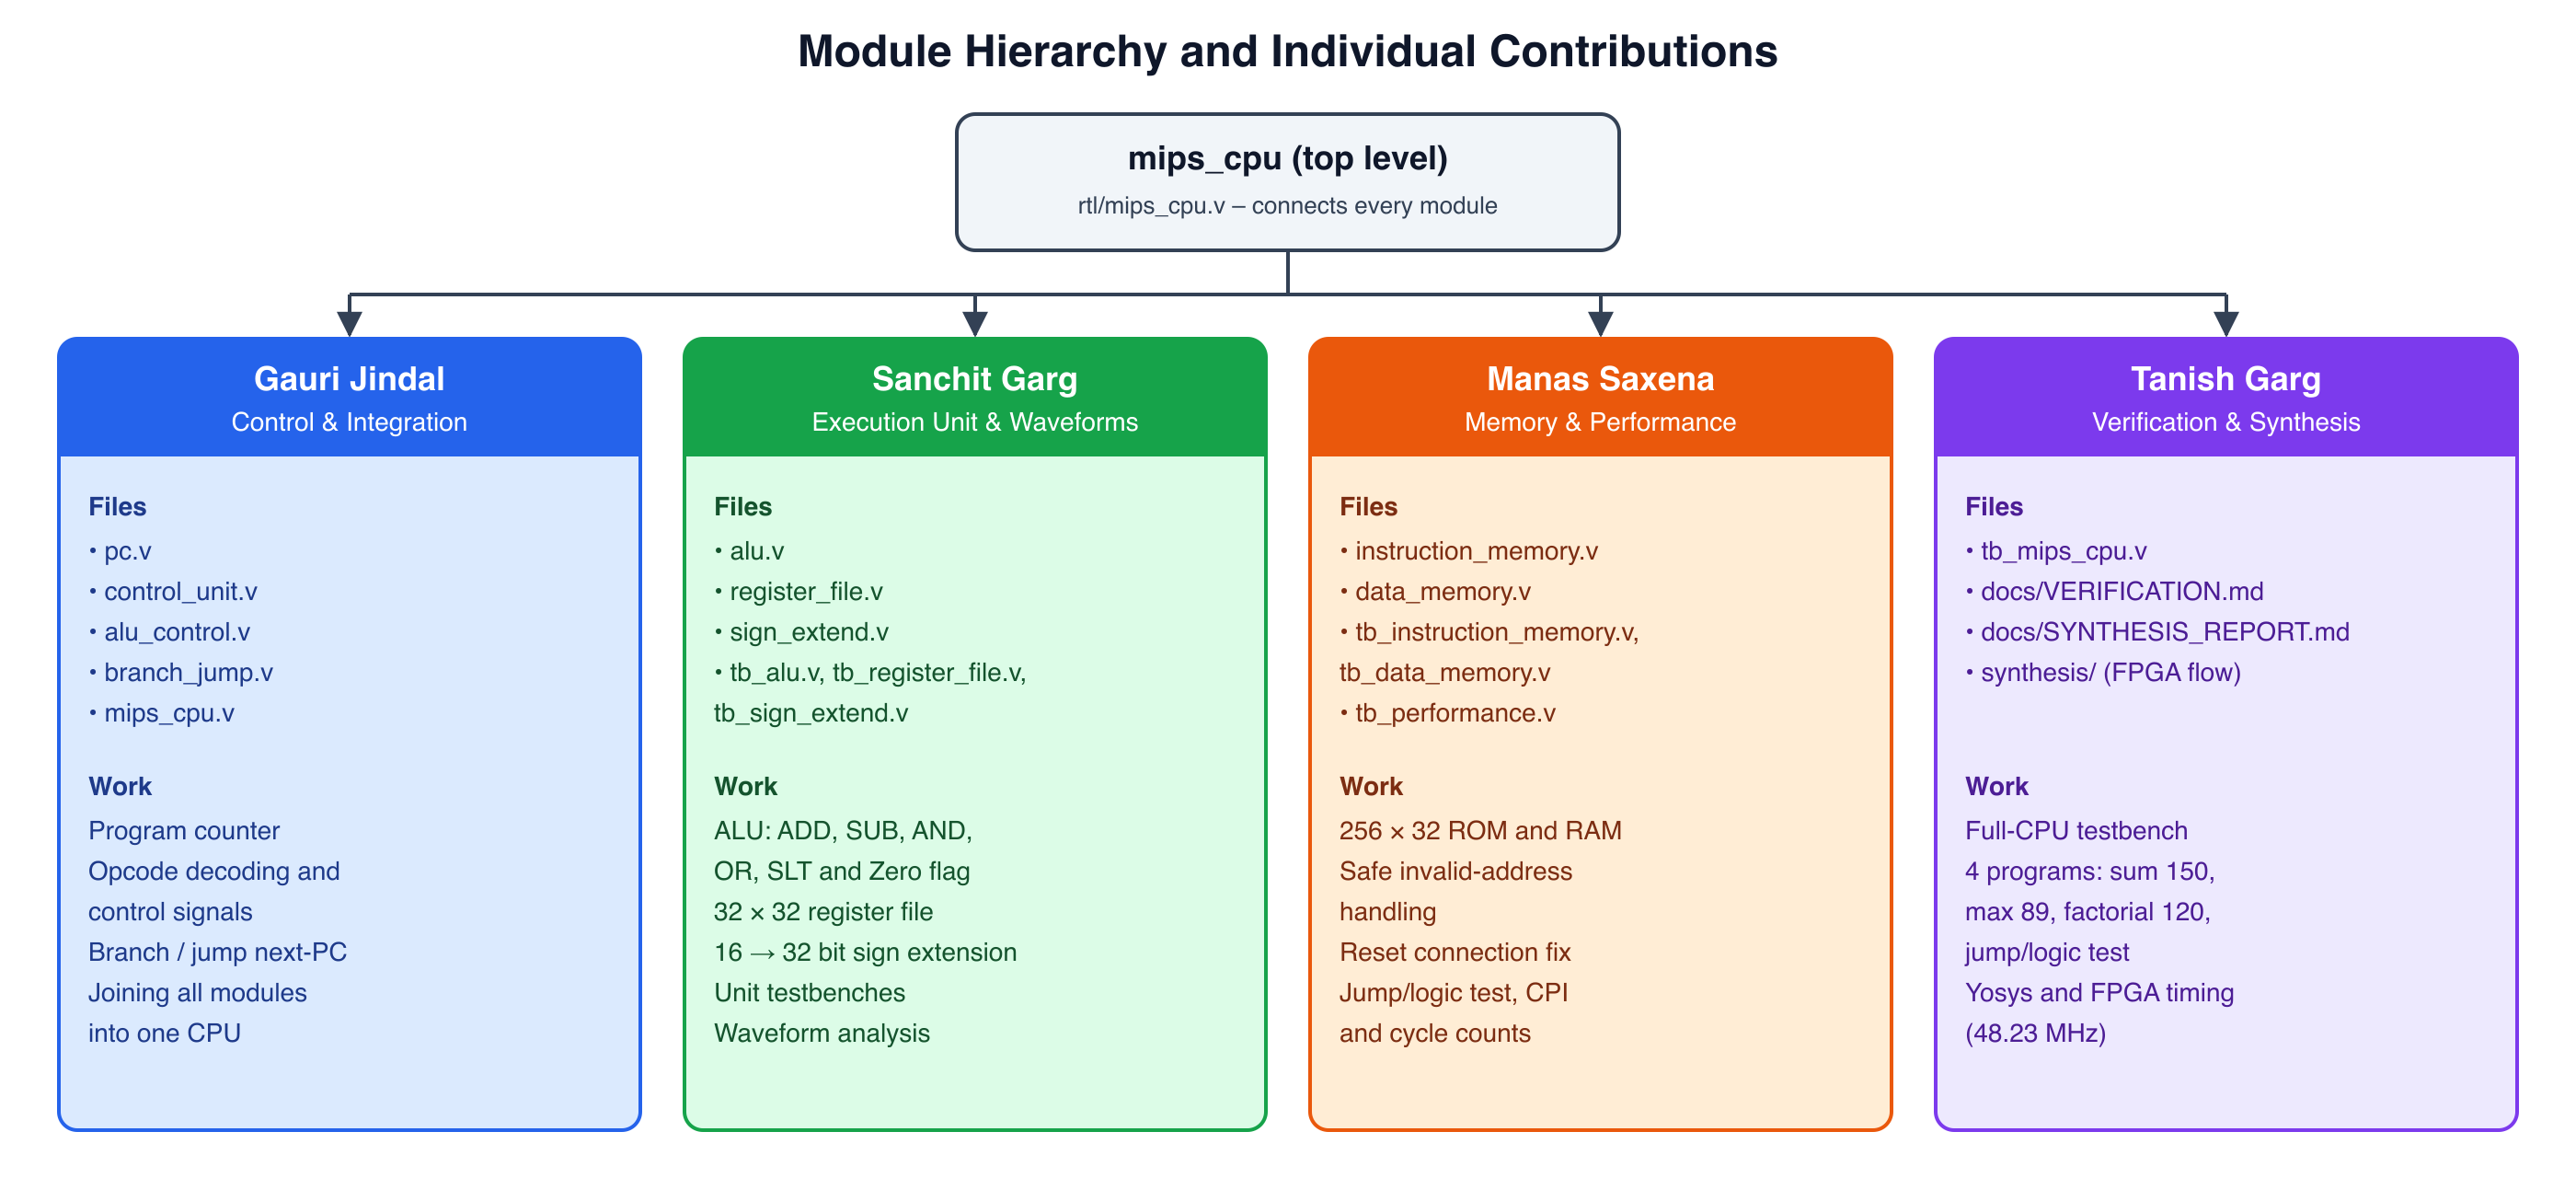 Module Hierarchy and Individual Contributions
mips_cpu (top level)
rtl/mips_cpu.v – connects every module
Gauri Jindal
Control & Integration
Files
• pc.v
• control_unit.v
• alu_control.v
• branch_jump.v
• mips_cpu.v
Work
Program counter
Opcode decoding and
control signals
Branch / jump next-PC
Joining all modules
into one CPU
Sanchit Garg
Execution Unit & Waveforms
Files
• alu.v
• register_file.v
• sign_extend.v
• tb_alu.v, tb_register_file.v,
tb_sign_extend.v
Work
ALU: ADD, SUB, AND,
OR, SLT and Zero flag
32 × 32 register file
16 → 32 bit sign extension
Unit testbenches
Waveform analysis
Manas Saxena
Memory & Performance
Files
• instruction_memory.v
• data_memory.v
• tb_instruction_memory.v,
tb_data_memory.v
• tb_performance.v
Work
256 × 32 ROM and RAM
Safe invalid-address
handling
Reset connection fix
Jump/logic test, CPI
and cycle counts
Tanish Garg
Verification & Synthesis
Files
• tb_mips_cpu.v
• docs/VERIFICATION.md
• docs/SYNTHESIS_REPORT.md
• synthesis/ (FPGA flow)
Work
Full-CPU testbench
4 programs: sum 150,
max 89, factorial 120,
jump/logic test
Yosys and FPGA timing
(48.23 MHz)